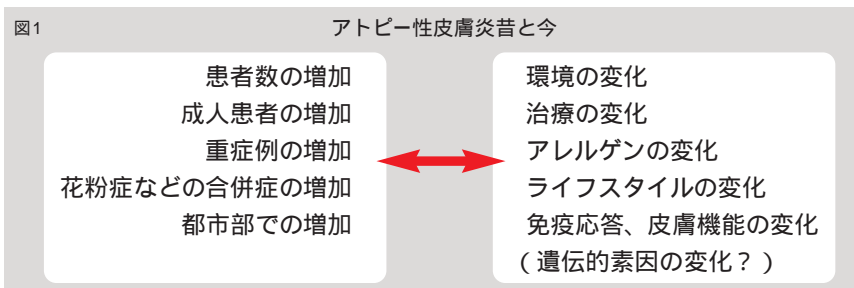 図1
アトピー性皮膚炎昔と今
患者数の増加
成人患者の増加
重症例の増加
花粉症などの合併症の増加
都市部での増加
環境の変化
治療の変化
アレルゲンの変化
ライフスタイルの変化
免疫応答、皮膚機能の変化
(遺伝的素因の変化?)